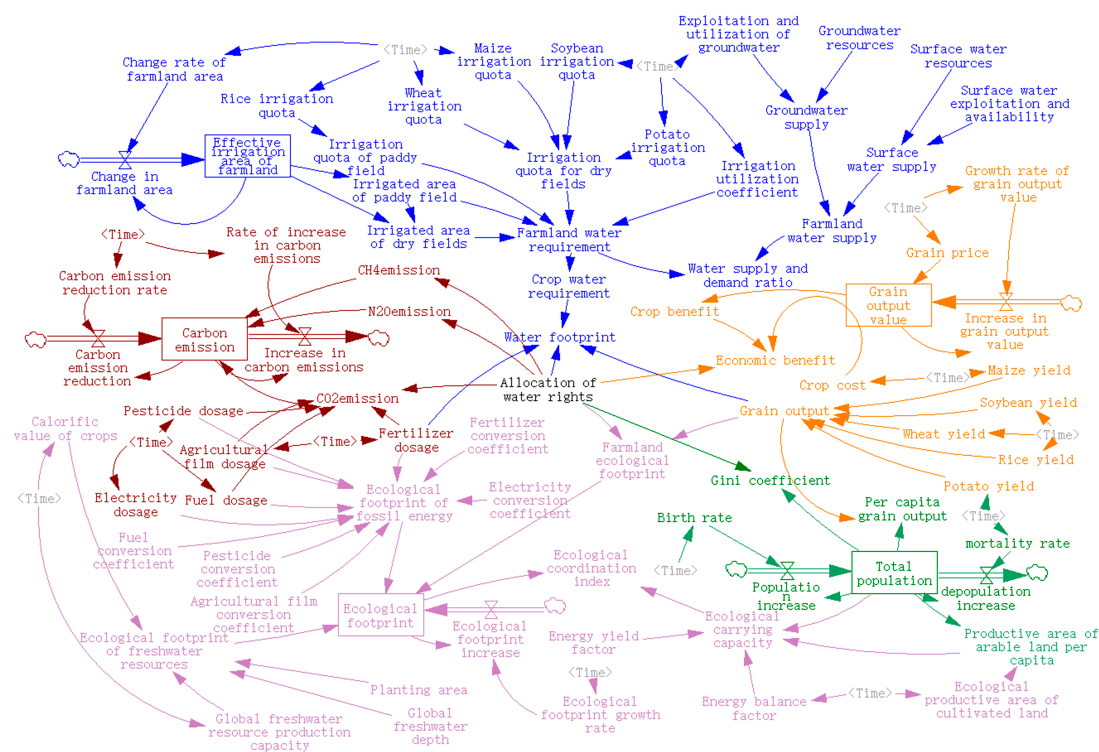 Exploitation and
utilization of
groundwater
Groundwater
resources
Surface water
resources
<Time>
Maize
irrigation
quota
Soybean
irrigation
quota
<Time>
Change rate of
farmland area
Rice irrigation
quota
Wheat
irrigation
quota
Groundwater
supply
Surface water
exploitation and
availability
Potato
irrigation
quota
Effective
irrigation
area of
farmland
Change in
farmland area
Irrigation
quota of paddy
field
Irrigation
quota for dry
fields
Irrigation
utilization
coefficient
Surface
water supply
Growth rate of
grain output
value
Irrigated area
of paddy field
Irrigated area
of dry fields
Farmland water
requirement
Farmland
water supply
<Time>
<Time>
Rate of increase
in carbon
emissions
Grain price
Carbon emission
reduction rate
CH4emission
Crop water
requirement
Water supply and
demand ratio
Grain
output
value
Increase in
grain output
value
N2Oemission
Crop benefit
Carbon
emission
Carbon
emission
reduction
Increase in
carbon emissions
Water footprint
Economic benefit
Allocation of
water rights
Crop cost
<Time>
Maize yield
CO2emission
Pesticide dosage
Grain output
Soybean yield
Calorific
value of crops
<Time>
Agricultural
film dosage
<Time>
Fertilizer
dosage
Fertilizer
conversion
coefficient
Farmland
ecological
footprint
Wheat yield
<Time>
Rice yield
<Time>
Electricity
dosage
Fuel dosage
Ecological
footprint of
fossil energy
Electricity
conversion
coefficient
Gini coefficient
Potato yield
Per capita
grain output
<Time>
Birth rate
Fuel
conversion
coefficient
Pesticide
conversion
coefficient
Ecological
coordination
index
<Time>
mortality rate
Total
population
Populatio
n
increase
depopulation
increase
Agricultural film
conversion
coefficient
Ecological
footprint
Ecological
footprint
increase
Ecological footprint
of freshwater
resources
Energy yield
factor
Ecological
carrying
capacity
Productive area of
arable land per
capita
<Time>
Planting area
Ecological
footprint growth
rate
Energy balance
factor
<Time>
Ecological
productive area of
cultivated land
Global freshwater
resource production
capacity
Global
freshwater
depth